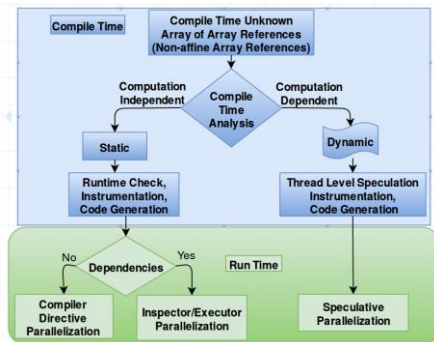 Compile Time
Compile Time Unknown
Array of Array References
(Non-affine Array References)
Computation
Independent
Compile
Time
Analysis
Computation
Dependent
Static
Dynamic
Runtime Check,
Instrumentation,
Code Generation
Thread Level Speculation
Instrumentation,
Code Generation
No
Dependencies
Yes
Run Time
Compiler
Directive
Parallelization
Inspector/Executor
Parallelization
Speculative
Parallelization